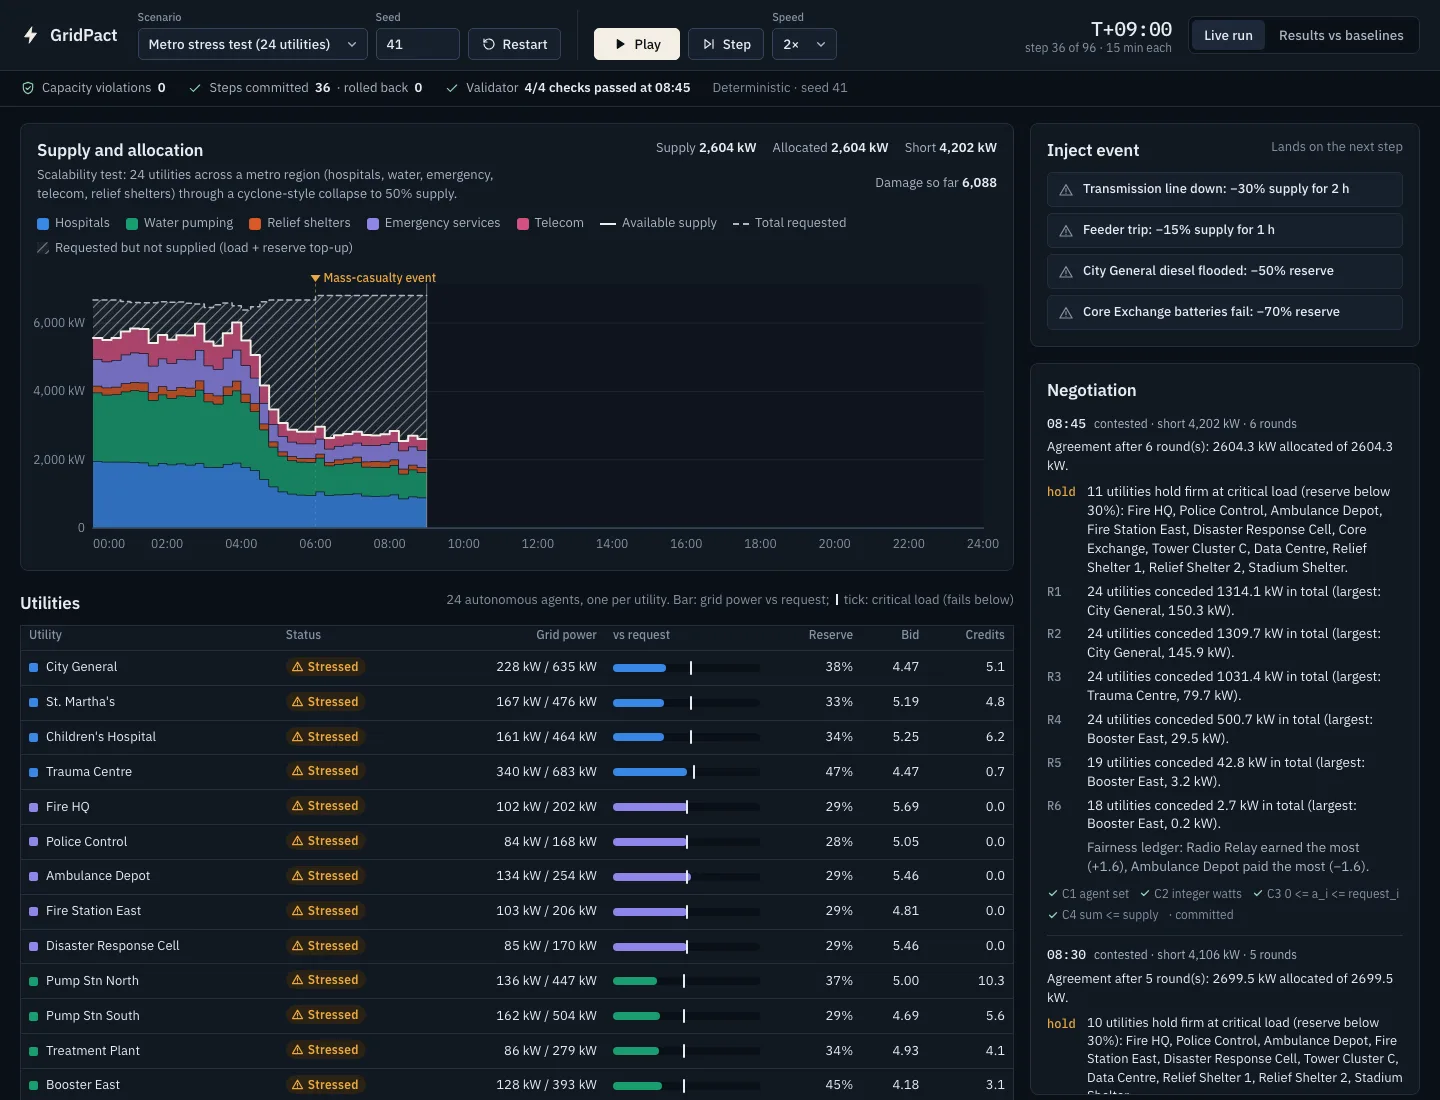 GridPact
Scenario
Metro stress test (24 utilities)
Seed
41
Restart
Play
Step
Speed
2×
T+09:00
step 36 of 96 · 15 min each
Live run
Results vs baselines
Capacity violations 0
Steps committed 36 · rolled back 0
Validator 4/4 checks passed at 08:45
Deterministic · seed 41
Supply and allocation
Supply 2,604 kW Allocated 2,604 kW Short 4,202 kW
Scalability test: 24 utilities across a metro region (hospitals, water, emergency,
telecom, relief shelters) through a cyclone-style collapse to 50% supply.
Damage so far 6,088
Hospitals Water pumping Relief shelters Emergency services Telecom Available supply Total requested
Requested but not supplied (load + reserve top-up)
Mass-casualty event
6,000 kW
4,000 kW
2,000 kW
0
00:00 02:00 04:00 06:00 08:00 10:00 12:00 14:00 16:00 18:00 20:00 22:00 24:00
Utilities
24 autonomous agents, one per utility. Bar: grid power vs request; tick: critical load (fails below)
Utility Status Grid power vs request Reserve Bid Credits
City General Stressed 228 kW / 635 kW 38% 4.47 5.1
St. Martha's Stressed 167 kW / 476 kW 33% 5.19 4.8
Children's Hospital Stressed 161 kW / 464 kW 34% 5.25 6.2
Trauma Centre Stressed 340 kW / 683 kW 47% 4.47 0.7
Fire HQ Stressed 102 kW / 202 kW 29% 5.69 0.0
Police Control Stressed 84 kW / 168 kW 28% 5.05 0.0
Ambulance Depot Stressed 134 kW / 254 kW 29% 5.46 0.0
Fire Station East Stressed 103 kW / 206 kW 29% 4.81 0.0
Disaster Response Cell Stressed 85 kW / 170 kW 29% 5.46 0.0
Pump Stn North Stressed 136 kW / 447 kW 37% 5.00 10.3
Pump Stn South Stressed 162 kW / 504 kW 29% 4.69 5.6
Treatment Plant Stressed 86 kW / 279 kW 34% 4.93 4.1
Booster East Stressed 128 kW / 393 kW 45% 4.18 3.1
Inject event
Lands on the next step
Transmission line down: −30% supply for 2 h
Feeder trip: −15% supply for 1 h
City General diesel flooded: −50% reserve
Core Exchange batteries fail: −70% reserve
Negotiation
08:45 contested · short 4,202 kW · 6 rounds
Agreement after 6 round(s): 2604.3 kW allocated of 2604.3
kW.
hold 11 utilities hold firm at critical load (reserve below
30%): Fire HQ, Police Control, Ambulance Depot,
Fire Station East, Disaster Response Cell, Core
Exchange, Tower Cluster C, Data Centre, Relief
Shelter 1, Relief Shelter 2, Stadium Shelter.
R1 24 utilities conceded 1314.1 kW in total (largest:
City General, 150.3 kW).
R2 24 utilities conceded 1309.7 kW in total (largest:
City General, 145.9 kW).
R3 24 utilities conceded 1031.4 kW in total (largest:
Trauma Centre, 79.7 kW).
R4 24 utilities conceded 500.7 kW in total (largest:
Booster East, 29.5 kW).
R5 19 utilities conceded 42.8 kW in total (largest:
Booster East, 3.2 kW).
R6 18 utilities conceded 2.7 kW in total (largest:
Booster East, 0.2 kW).
Fairness ledger: Radio Relay earned the most
(+1.6), Ambulance Depot paid the most (−1.6).
C1 agent set C2 integer watts C3 0 <= a_i <= request_i
C4 sum <= supply · committed
08:30 contested · short 4,106 kW · 5 rounds
Agreement after 5 round(s): 2699.5 kW allocated of 2699.5
kW.
hold 10 utilities hold firm at critical load (reserve below
30%): Fire HQ, Police Control, Ambulance Depot, Fire
Station East, Disaster Response Cell, Tower Cluster C,
Data Centre, Relief Shelter 1, Relief Shelter 2, Stadium